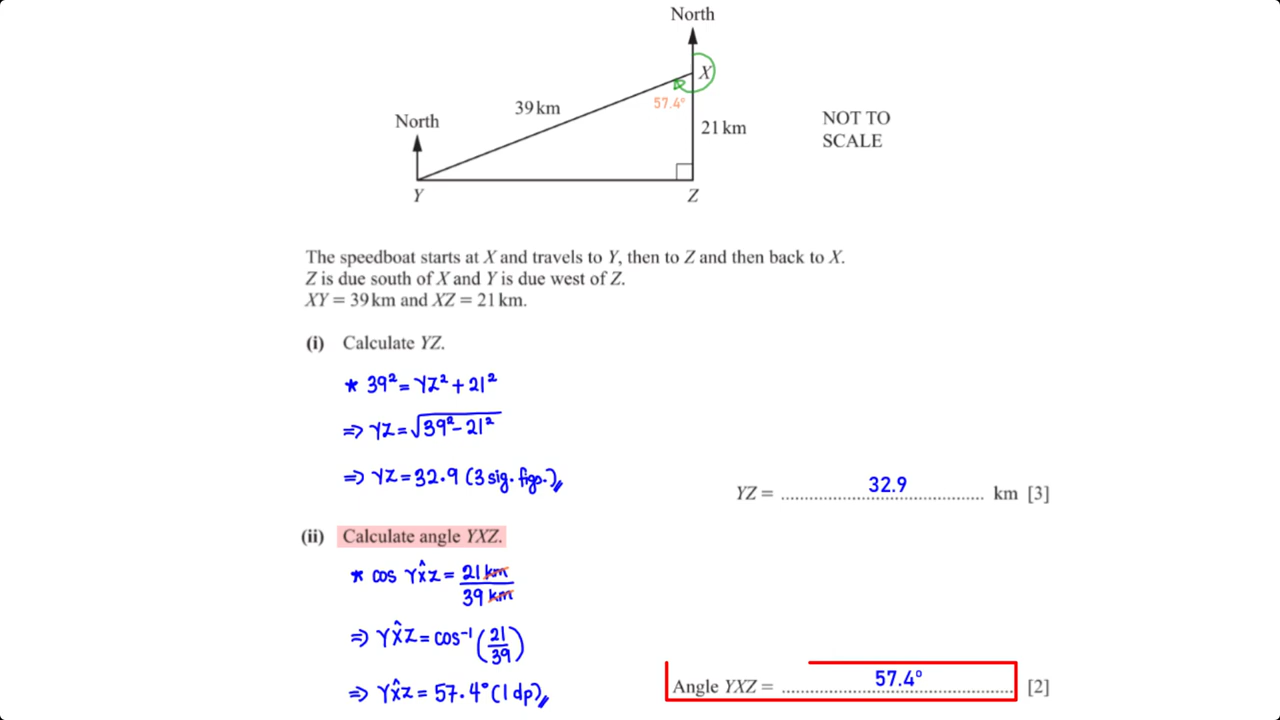 North
X
39 km
57.4°
North
21 km
NOT TO
SCALE
Y
Z
The speedboat starts at X and travels to Y, then to Z and then back to X.
Z is due south of X and Y is due west of Z.
XY = 39 km and XZ = 21 km.
(i) Calculate YZ.
* 39² = YZ² + 21²
⇒ YZ = √(39² - 21²)
⇒ YZ = 32.9 (3 sig. figs.)
YZ = 32.9 km [3]
(ii) Calculate angle YXZ.
* cos YX̂Z = 21 km / 39 km
⇒ YX̂Z = cos⁻¹ (21/39)
⇒ YX̂Z = 57.4° (1 dp)
Angle YXZ = 57.4° [2]